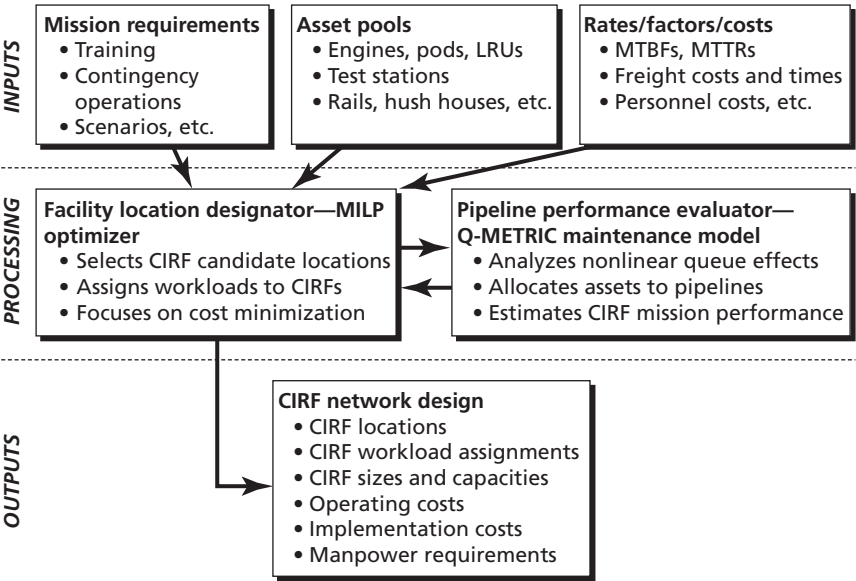 INPUTS
Mission requirements
• Training
• Contingency
operations
• Scenarios, etc.
Asset pools
• Engines, pods, LRUs
• Test stations
• Rails, hush houses, etc.
Rates/factors/costs
• MTBFs, MTTRs
• Freight costs and times
• Personnel costs, etc.
PROCESSING
Facility location designator—MILP
optimizer
• Selects CIRF candidate locations
• Assigns workloads to CIRFs
• Focuses on cost minimization
Pipeline performance evaluator—
Q-METRIC maintenance model
• Analyzes nonlinear queue effects
• Allocates assets to pipelines
• Estimates CIRF mission performance
OUTPUTS
CIRF network design
• CIRF locations
• CIRF workload assignments
• CIRF sizes and capacities
• Operating costs
• Implementation costs
• Manpower requirements